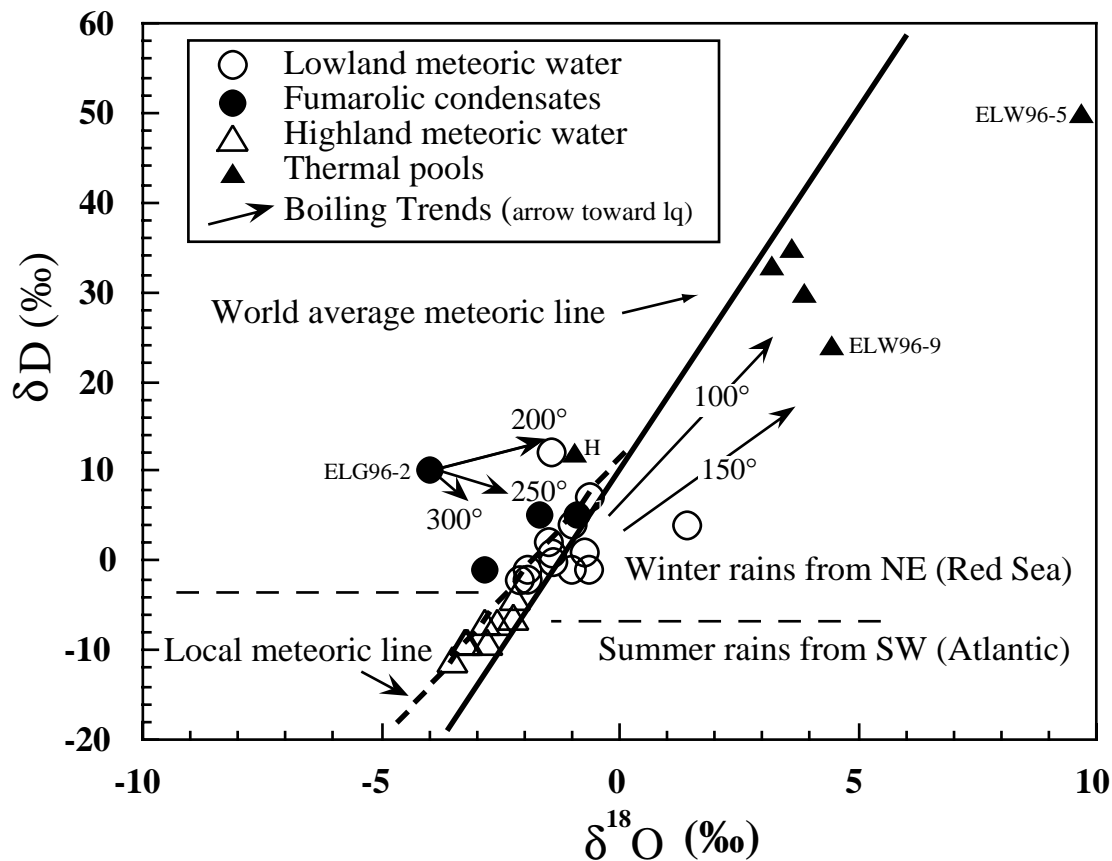 60
50
40
30
20
10
0
-10
-20
δD (‰)
Lowland meteoric water
Fumarolic condensates
Highland meteoric water
Thermal pools
Boiling Trends (arrow toward lq)
ELW96-5
World average meteoric line
ELW96-9
100°
200°
H
150°
ELG96-2
250°
300°
Winter rains from NE (Red Sea)
Local meteoric line
Summer rains from SW (Atlantic)
-10
-5
0
5
10
δ18O (‰)